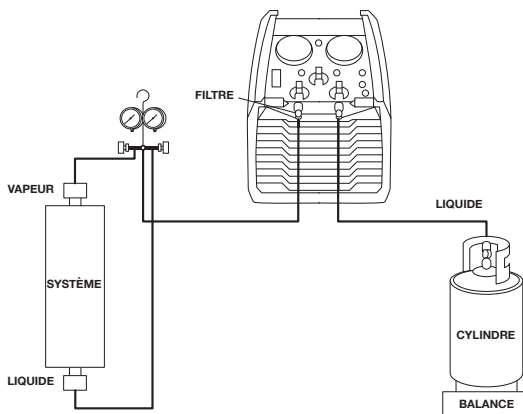 FILTRE
VAPEUR
LIQUIDE
SYSTÈME
CYLINDRE
LIQUIDE
BALANCE